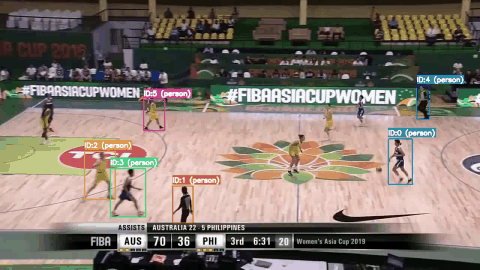 A CUP 2019
#FIBAASIACUPWOMEN
#FIBAASIACUPWOMEN
ID:4 (person)
ID:5 (person)
ID:0 (person)
ID:2 (person)
ID:3 (person)
ID:1 (person)
ASSISTS AUSTRALIA 22 - 5 PHILIPPINES
FIBA AUS 70 36 PHI 3rd 6:31 20 Women's Asia Cup 2019